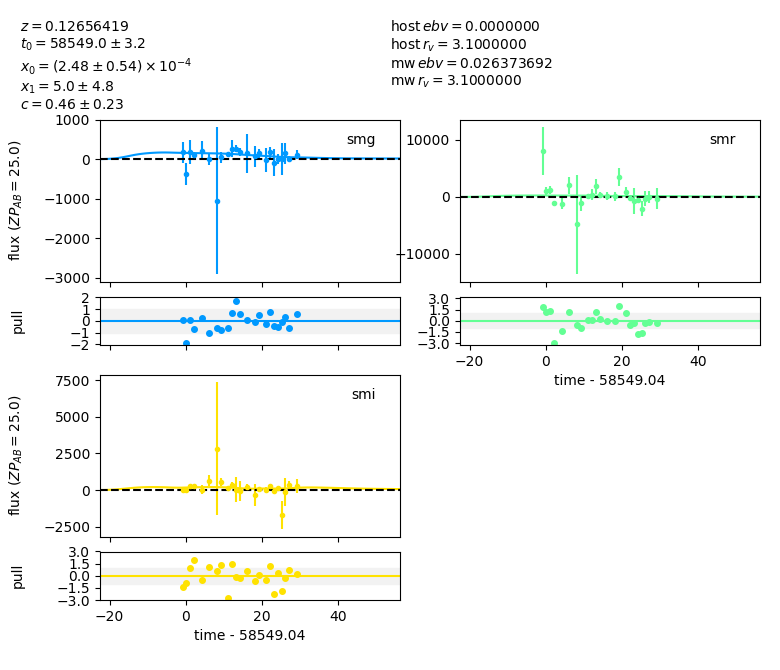 z = 0.12656419
t₀ = 58549.0 ± 3.2
x₀ = (2.48 ± 0.54) × 10⁻⁴
x₁ = 5.0 ± 4.8
c = 0.46 ± 0.23
host ebv = 0.0000000
host r_v = 3.1000000
mw ebv = 0.026373692
mw r_v = 3.1000000
flux (ZP_AB = 25.0)
1000
0
−1000
−2000
−3000
smg
10000
0
−10000
smr
pull
2
1
0
−1
−2
3.0
1.5
0.0
−1.5
−3.0
−20 0 20 40
time - 58549.04
flux (ZP_AB = 25.0)
7500
5000
2500
0
−2500
smi
pull
3.0
1.5
0.0
−1.5
−3.0
−20 0 20 40
time - 58549.04